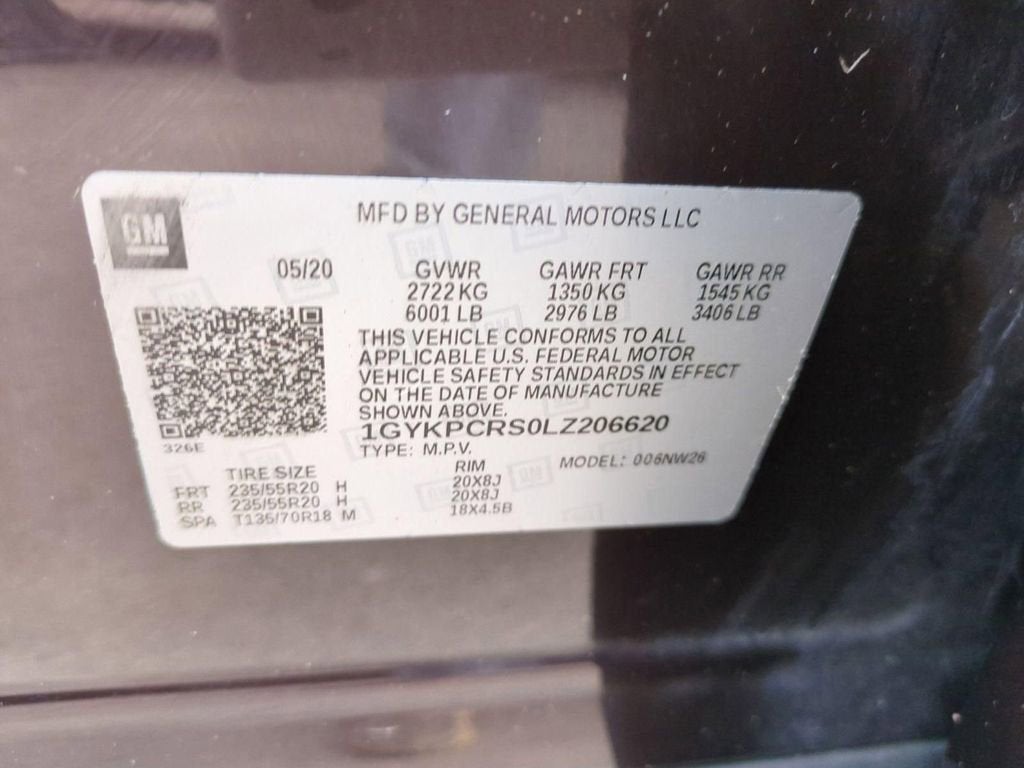 GM
MFD BY GENERAL MOTORS LLC
05/20 GVWR GAWR FRT GAWR RR
2722 KG 1350 KG 1545 KG
6001 LB 2976 LB 3406 LB
THIS VEHICLE CONFORMS TO ALL
APPLICABLE U.S. FEDERAL MOTOR
VEHICLE SAFETY STANDARDS IN EFFECT
ON THE DATE OF MANUFACTURE
SHOWN ABOVE.
326E
1GYKPCRS0LZ206620
TYPE: M.P.V. MODEL: 006NW26
TIRE SIZE RIM
FRT 235/55R20 H 20X8J
RR 235/55R20 H 20X8J
SPA T135/70R18 M 18X4.5B